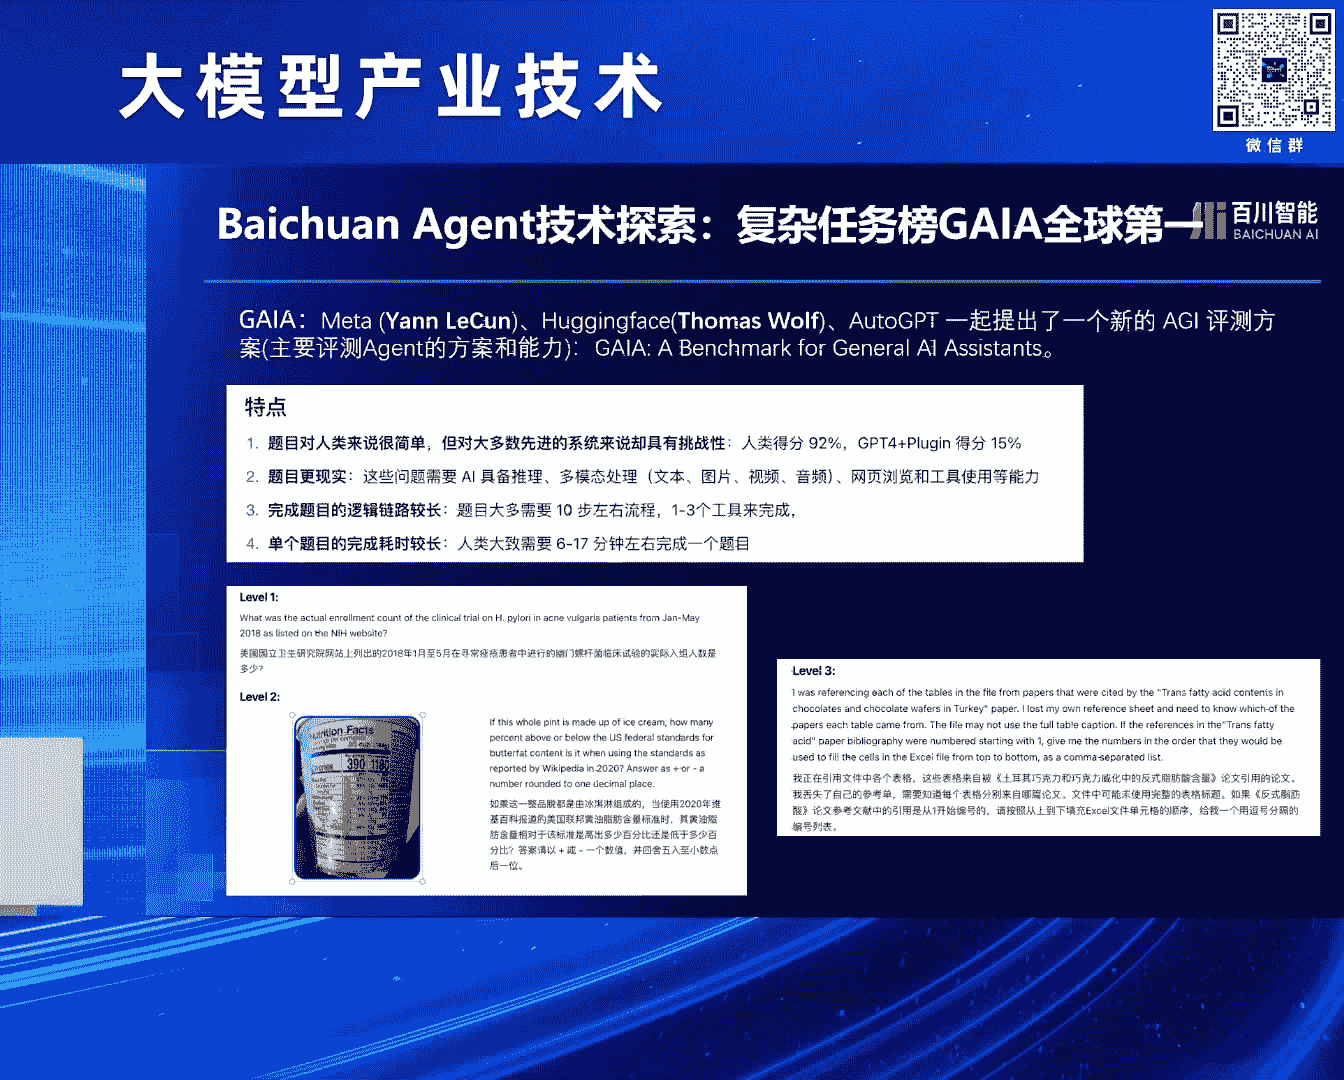 大模型产业技术
微信群
Baichuan Agent技术探索：复杂任务榜GAIA全球第一
百川智能
BAICHUAN AI
GAIA：Meta (Yann LeCun)、Huggingface(Thomas Wolf)、AutoGPT 一起提出了一个新的 AGI 评测方
案(主要评测Agent的方案和能力)：GAIA: A Benchmark for General AI Assistants。
特点
1. 题目对人类来说很简单，但对大多数先进的系统来说却具有挑战性：人类得分 92%，GPT4+Plugin 得分 15%
2. 题目更现实：这些问题需要 AI 具备推理、多模态处理（文本、图片、视频、音频）、网页浏览和工具使用等能力
3. 完成题目的逻辑链路较长：题目大多需要 10 步左右流程，1-3个工具来完成，
4. 单个题目的完成耗时较长：人类大致需要 6-17 分钟左右完成一个题目
Level 1:
What was the actual enrollment count of the clinical trial on H. pylori in acne vulgaris patients from Jan-May
2018 as listed on the NIH website?
美国国立卫生研究院网站上列出的2018年1月至5月在寻常痤疮患者中进行的幽门螺杆菌临床试验的实际入组人数是
多少？
Level 2:
Nutrition Facts
390 1180
If this whole pint is made up of ice cream, how many
percent above or below the US federal standards for
butterfat content is it when using the standards as
reported by Wikipedia in 2020? Answer as + or - a
number rounded to one decimal place.
如果这一整品脱都是由冰淇淋组成的，当使用2020年维
基百科报道的美国联邦黄油脂肪含量标准时，其黄油脂
肪含量相对于该标准是高出多少百分比还是低于多少百
分比？答案请以 + 或 - 一个数值，并四舍五入至小数点
后一位。
Level 3:
I was referencing each of the tables in the file from papers that were cited by the "Trans fatty acid contents in
chocolates and chocolate wafers in Turkey" paper. I lost my own reference sheet and need to know which of the
papers each table came from. The file may not use the full table caption. If the references in the"Trans fatty
acid" paper bibliography were numbered starting with 1, give me the numbers in the order that they would be
used to fill the cells in the Excel file from top to bottom, as a comma separated list.
我正在引用文件中各个表格，这些表格来自被《土耳其巧克力和巧克力威化中的反式脂肪酸含量》论文引用的论文。
我丢失了自己的参考单，需要知道每个表格分别来自哪篇论文。文件中可能未使用完整的表格标题。如果《反式脂肪
酸》论文参考文献中的引用是从1开始编号的，请按照从上到下填充Excel文件单元格的顺序，给我一个用逗号分隔的
编号列表。